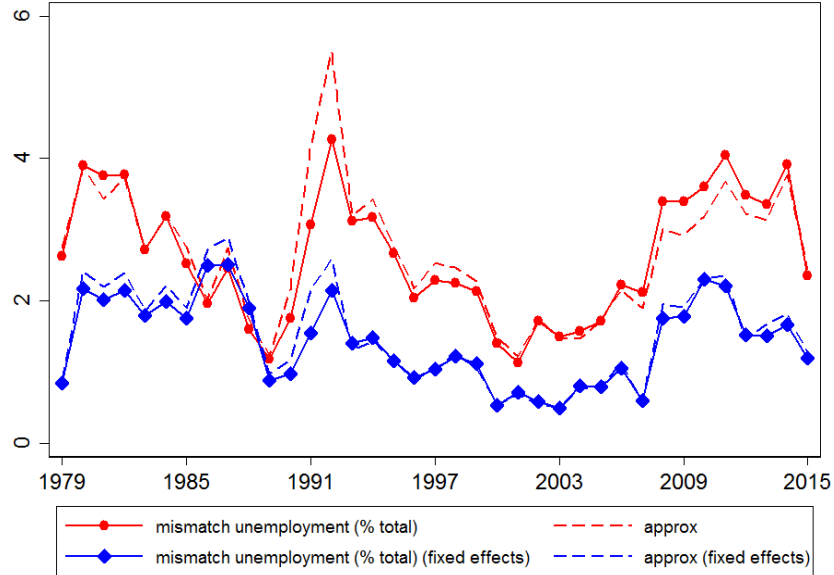 6
4
2
0
1979 1985 1991 1997 2003 2009 2015
mismatch unemployment (% total) approx
mismatch unemployment (% total) (fixed effects) approx (fixed effects)